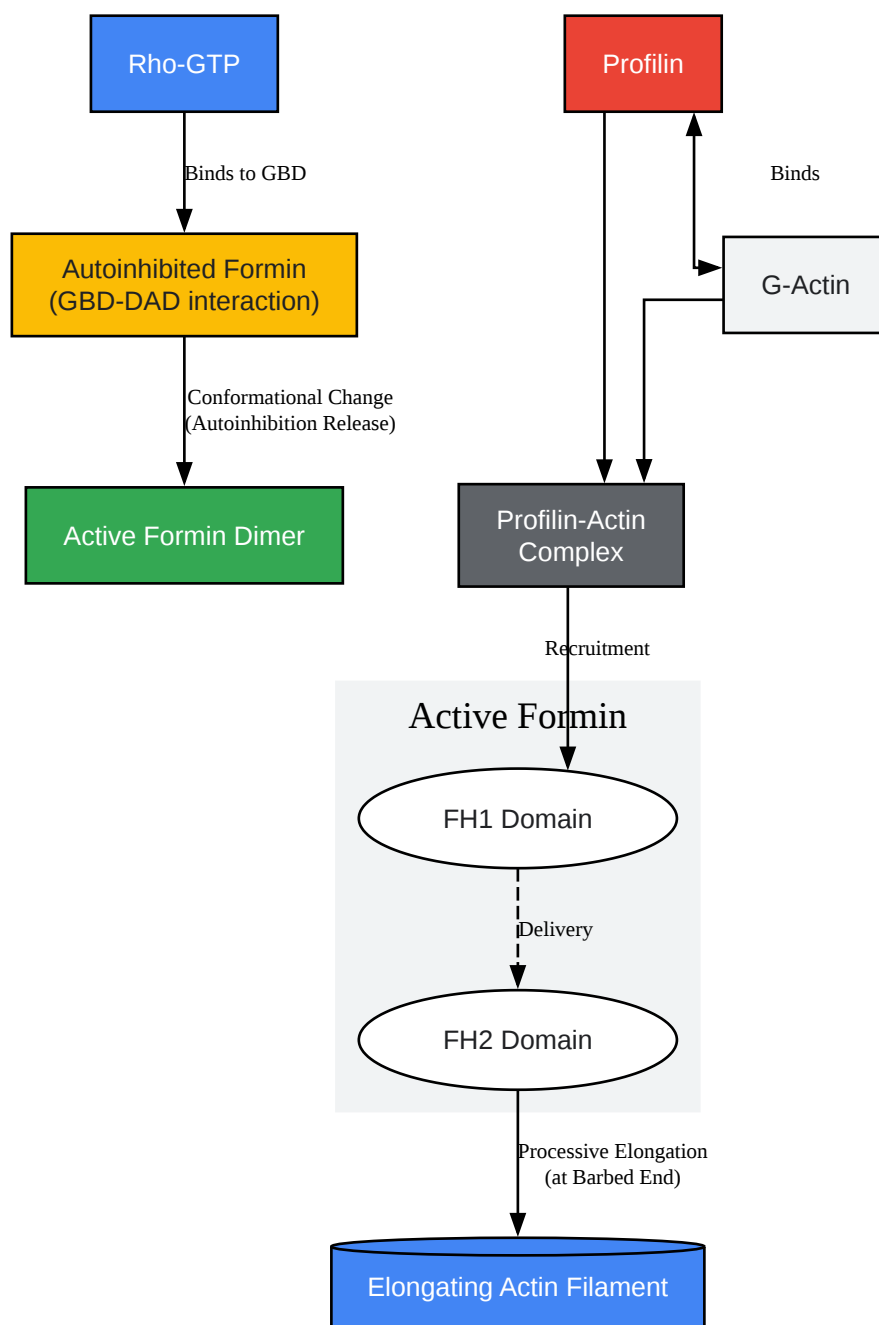 Rho-GTP
Profilin
Binds to GBD
Binds
Autoinhibited Formin
(GBD-DAD interaction)
G-Actin
Conformational Change
(Autoinhibition Release)
Active Formin Dimer
Profilin-Actin
Complex
Recruitment
Active Formin
FH1 Domain
Delivery
FH2 Domain
Processive Elongation
(at Barbed End)
Elongating Actin Filament